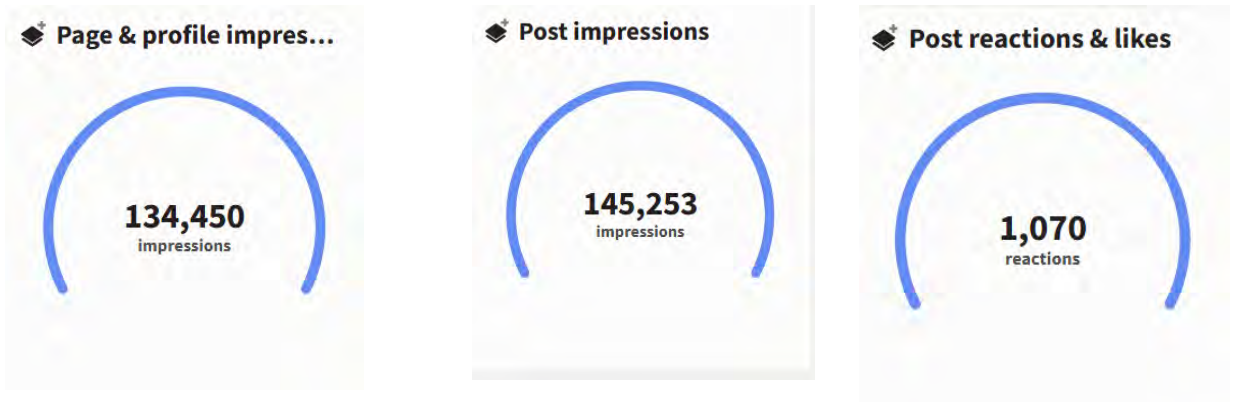 Page & profile impres...
134,450
impressions
Post impressions
145,253
impressions
Post reactions & likes
1,070
reactions